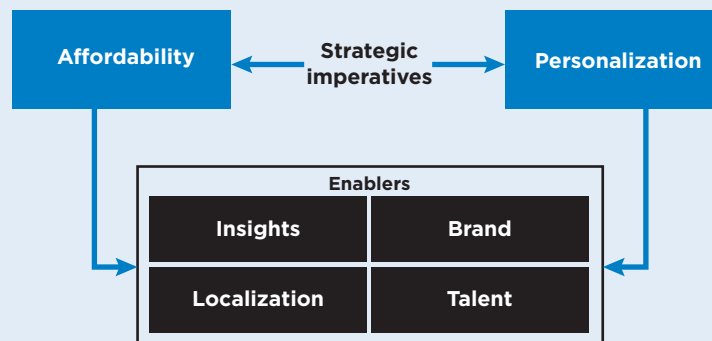 Affordability
Strategic
imperatives
Personalization
Enablers
Insights
Brand
Localization
Talent